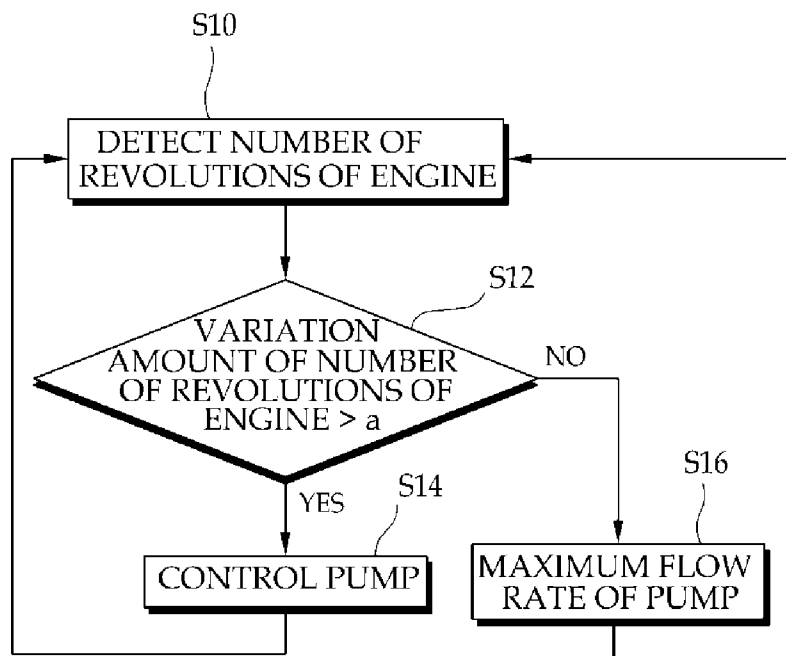 S10
DETECT NUMBER OF
REVOLUTIONS OF ENGINE
S12
VARIATION
AMOUNT OF NUMBER
OF REVOLUTIONS OF
ENGINE > a
NO
YES
S14
CONTROL PUMP
S16
MAXIMUM FLOW
RATE OF PUMP